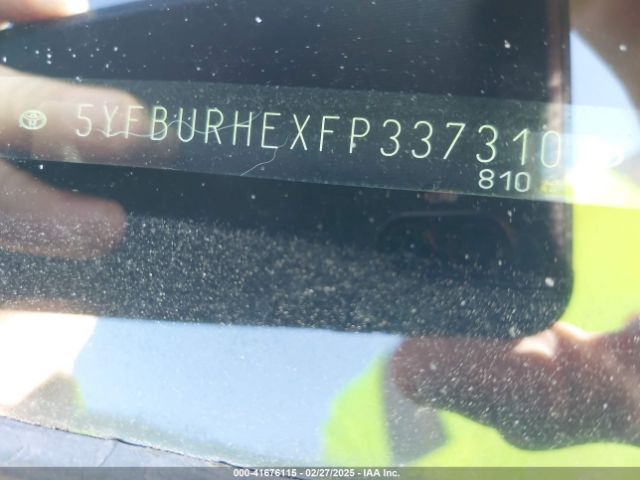 5YFBURHEXFP337310
810
000-41676115 - 02/27/2025 - IAA Inc.